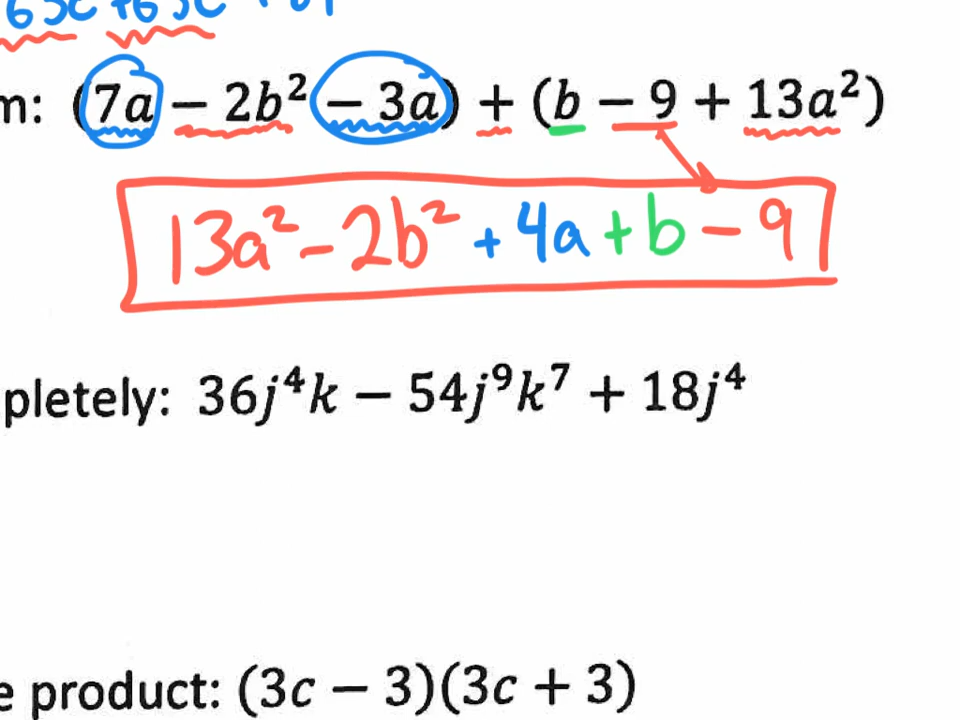 m: (7a − 2b² − 3a) + (b − 9 + 13a²)
13a² − 2b² + 4a + b − 9
pletely: 36j⁴k − 54j⁹k⁷ + 18j⁴
e product: (3c − 3)(3c + 3)